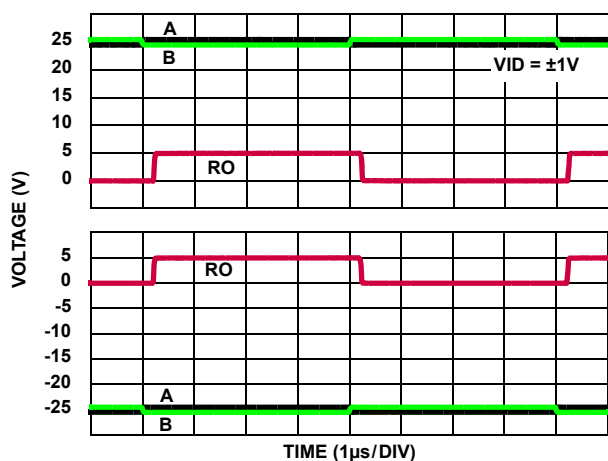 25
20
15
10
5
0
A
B
VID = ±1V
RO
VOLTAGE (V)
5
0
-5
-10
-15
-20
-25
RO
A
B
TIME (1µs/DIV)